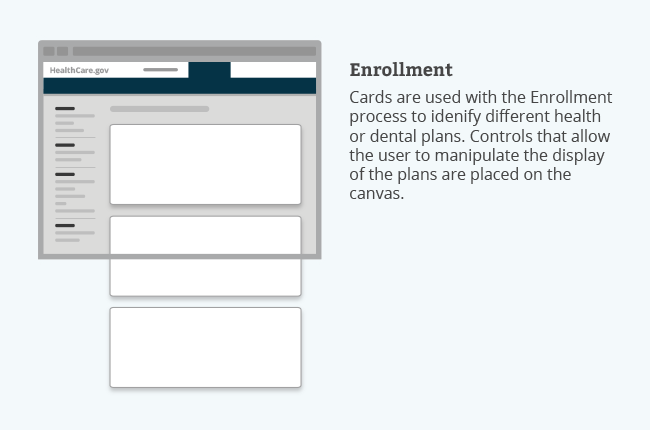 HealthCare.gov
Enrollment
Cards are used with the Enrollment
process to idenify different health
or dental plans. Controls that allow
the user to manipulate the display
of the plans are placed on the
canvas.